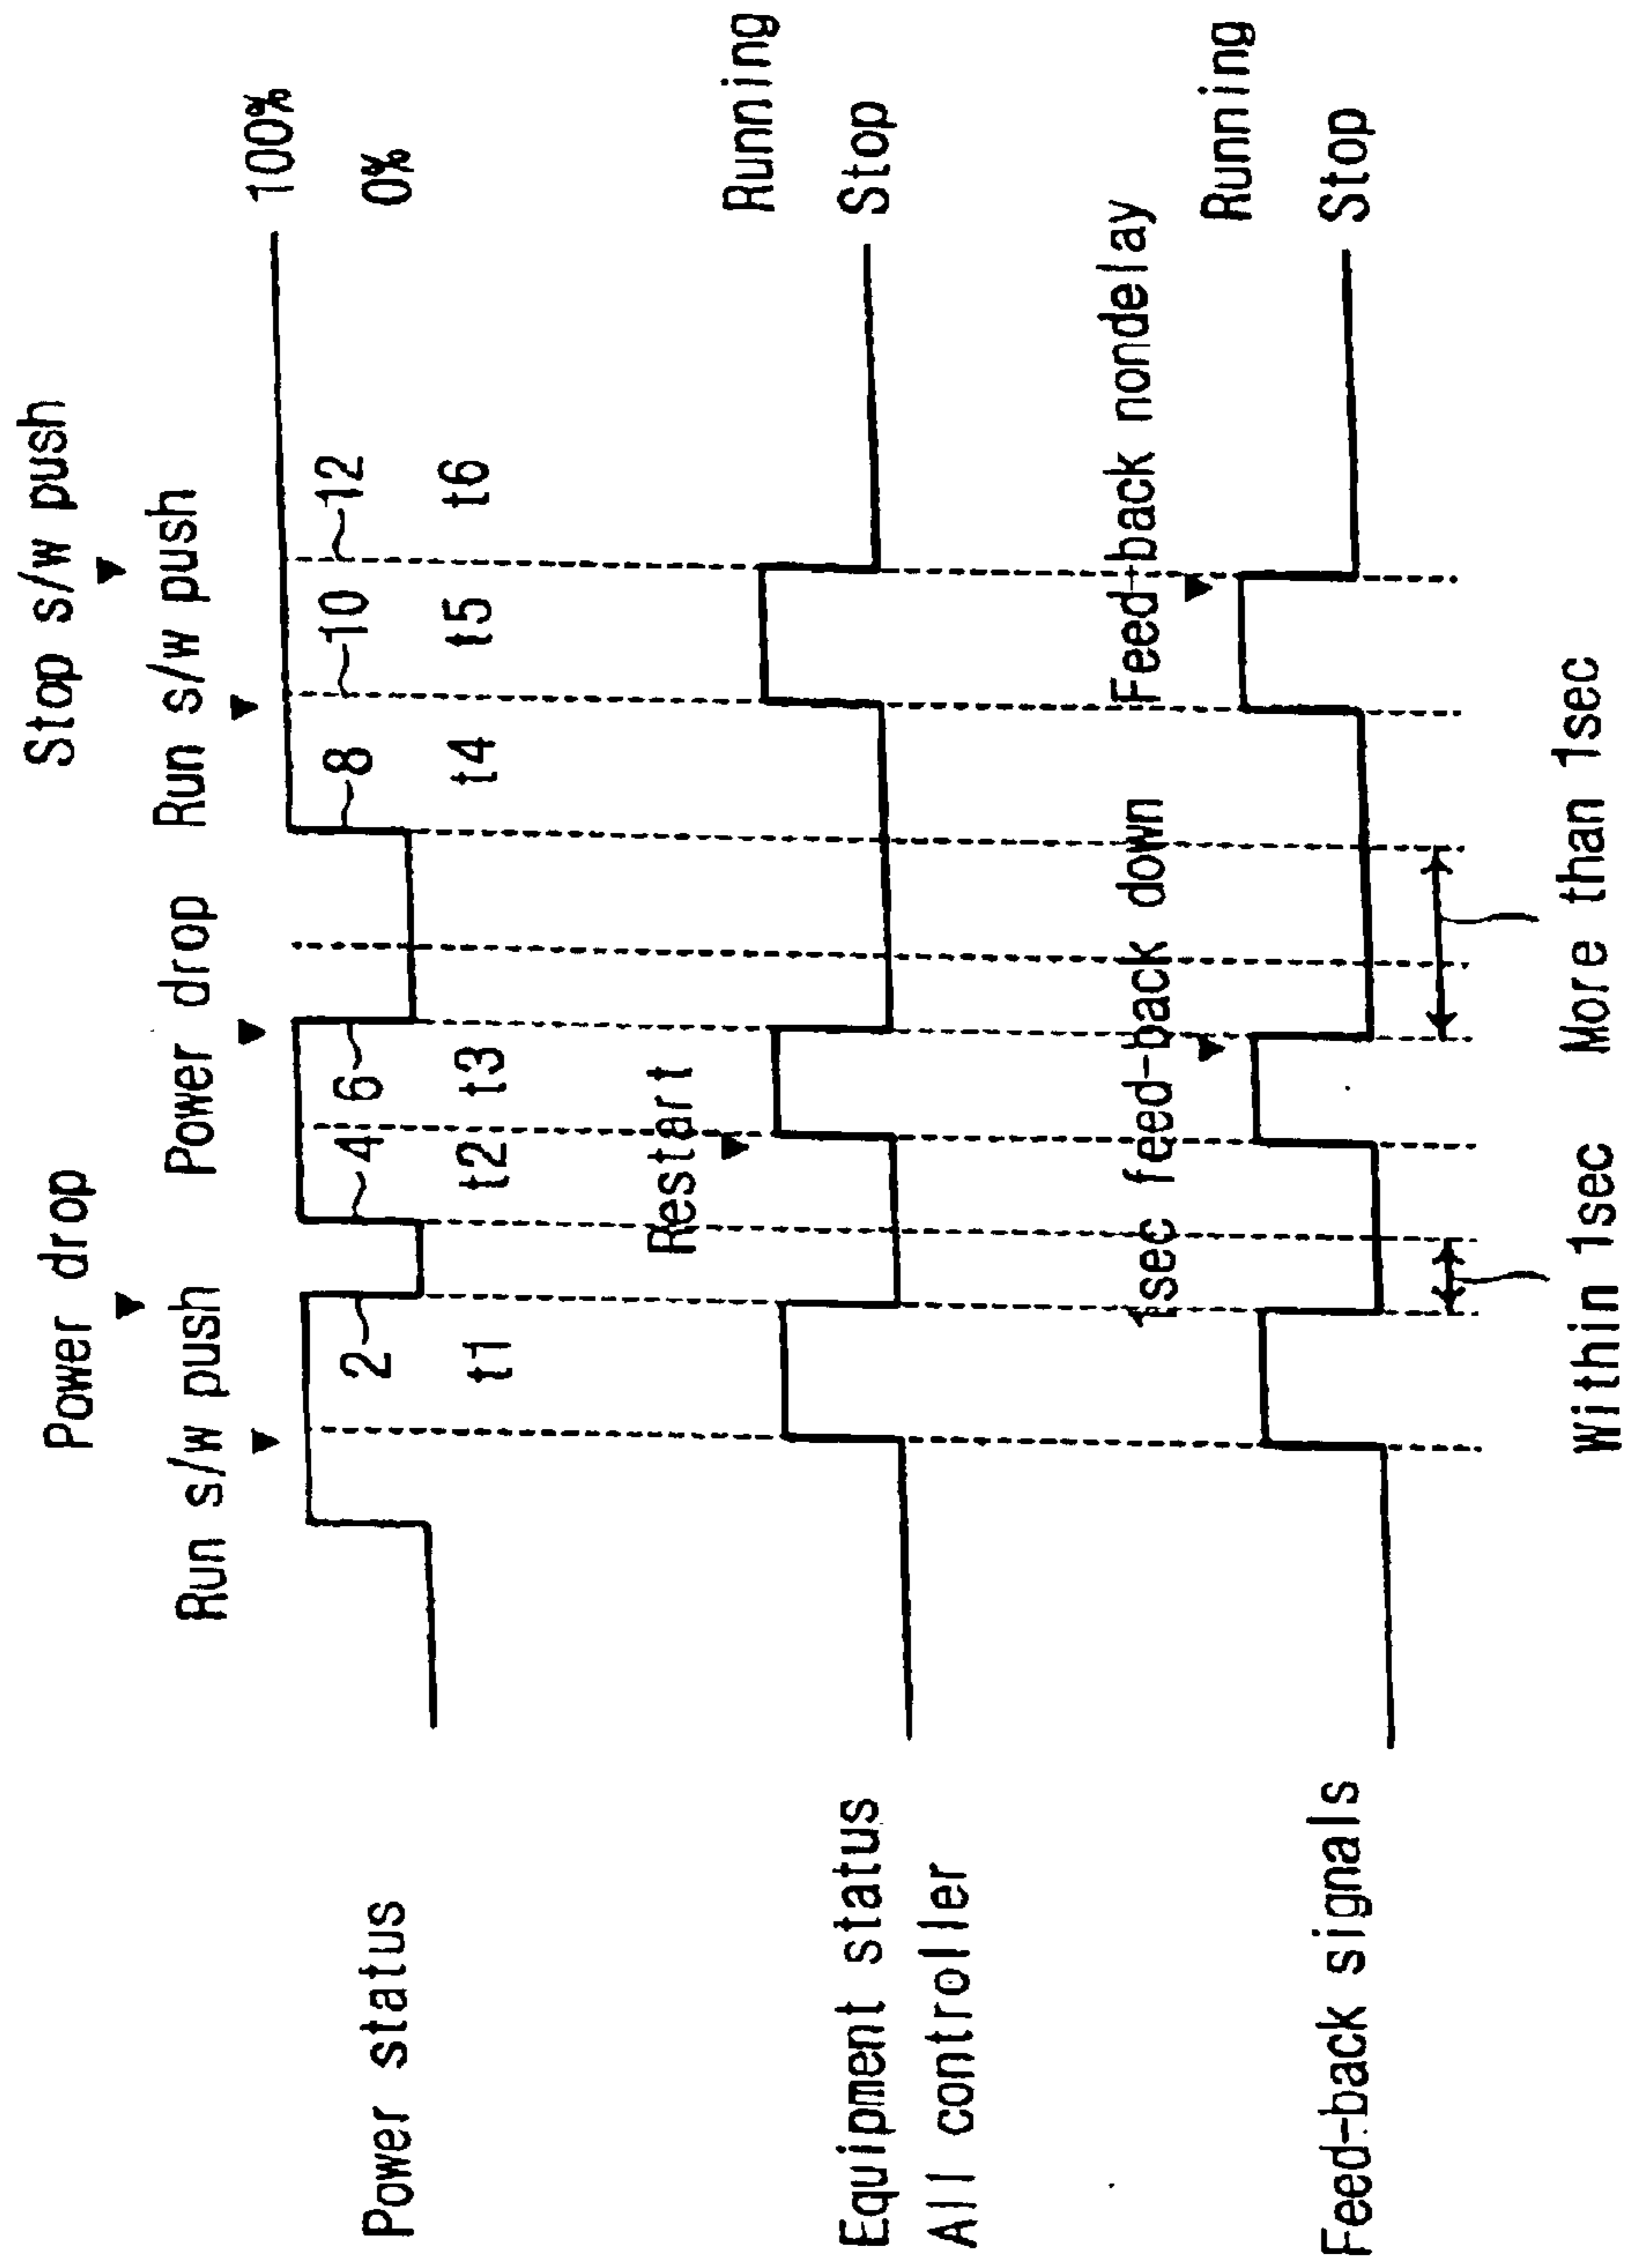 Stop s/w push
Power drop
Run s/w push
Power drop
Run s/w push
Power status
100%
0%
2
4
6
8
10
12
t1
t2
t3
t4
t5
t6
Restart
Equipment status
All controller
Running
Stop
1sec feed-back down
Feed-back nondelay
Feed-back signals
Running
Stop
Within 1sec
More than 1sec